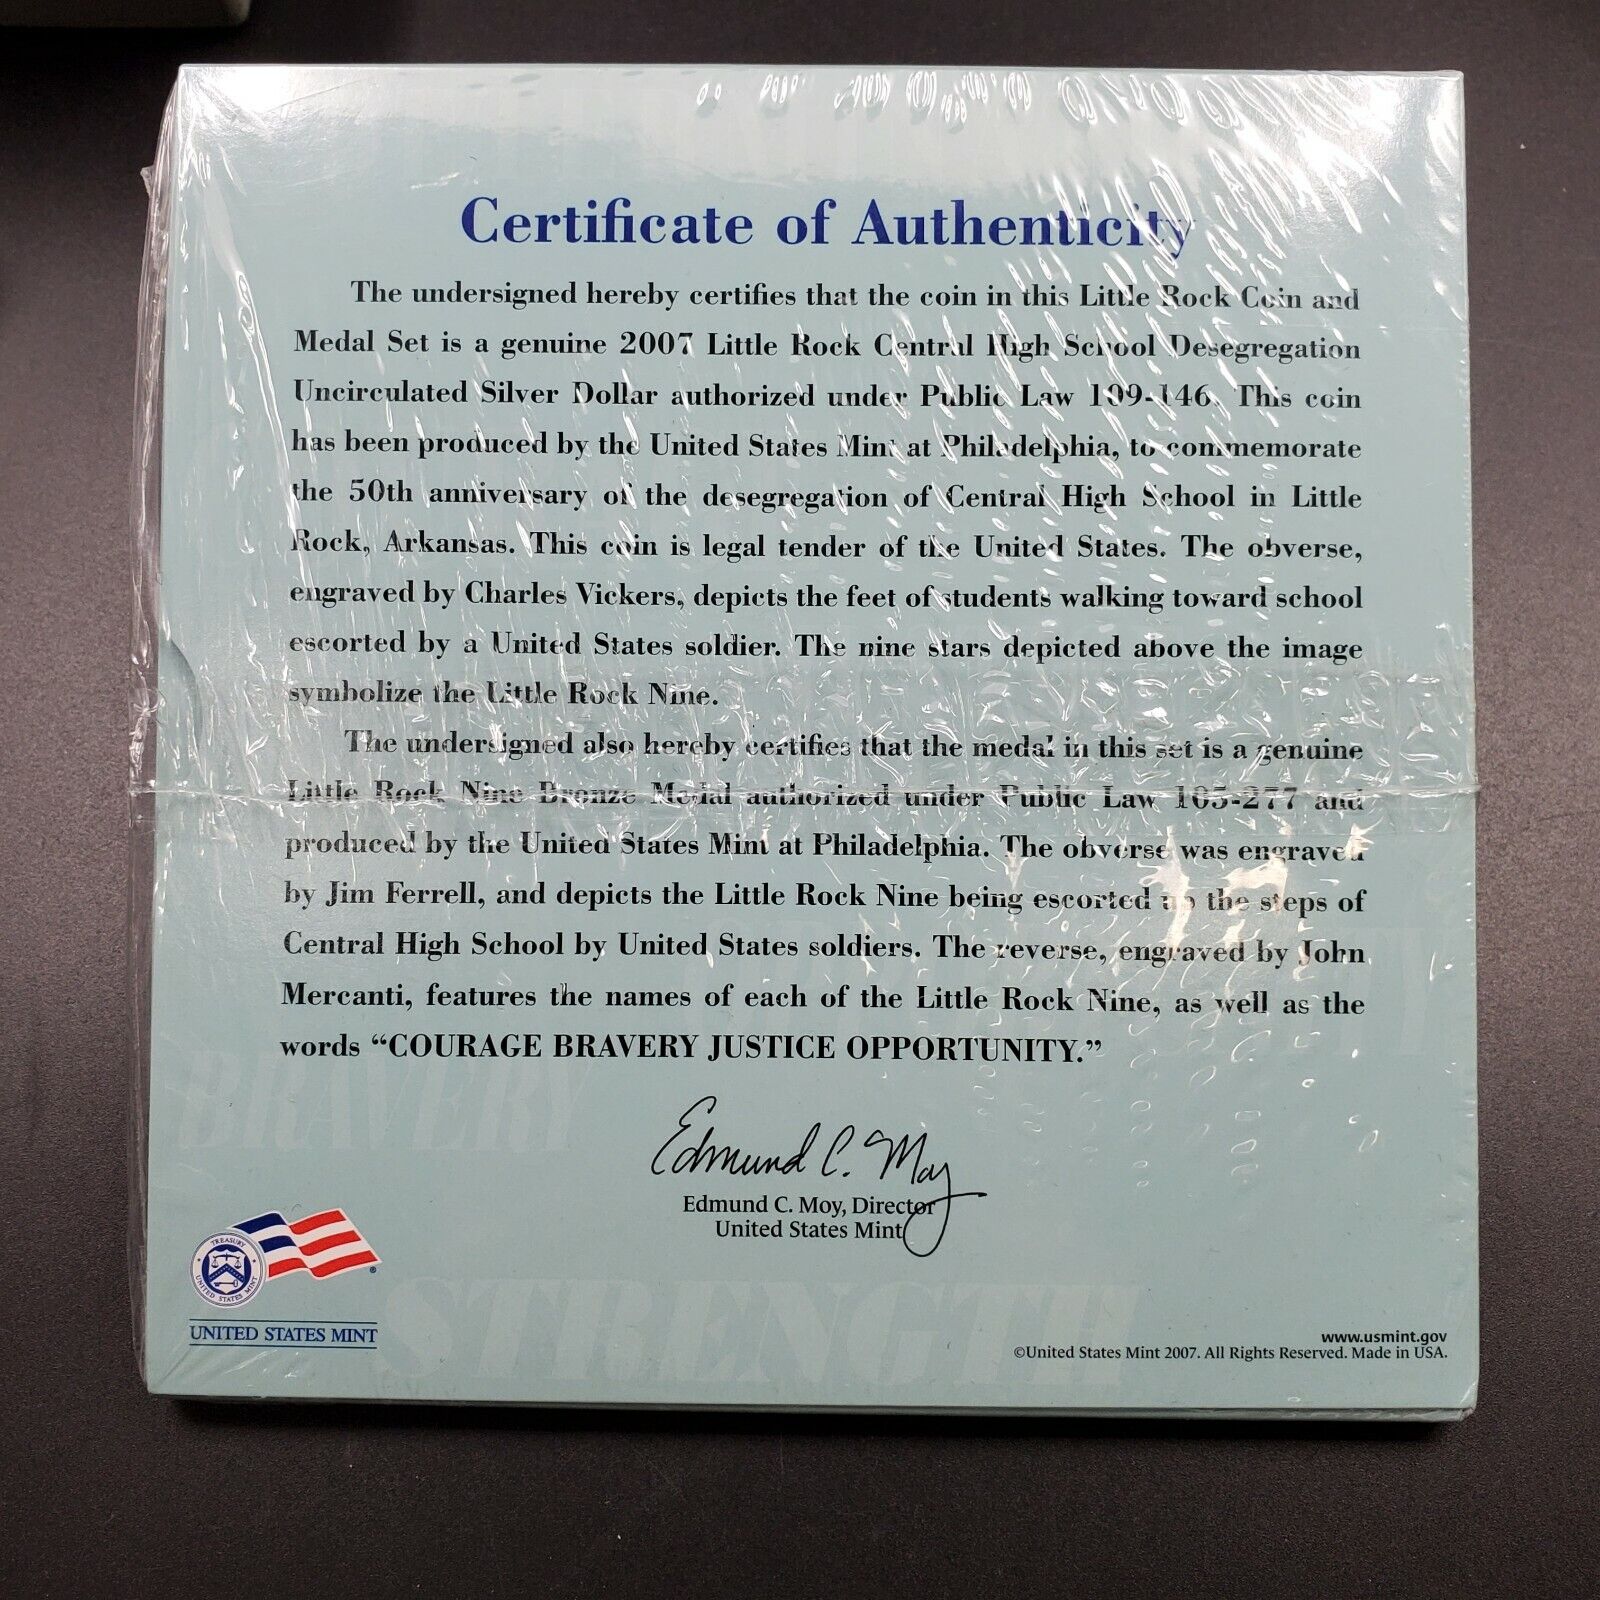 Certificate of Authenticity
The undersigned hereby certifies that the coin in this Little Rock Coin and
Medal Set is a genuine 2007 Little Rock Central High School Desegregation
Uncirculated Silver Dollar authorized under Public Law 109-146. This coin
has been produced by the United States Mint at Philadelphia, to commemorate
the 50th anniversary of the desegregation of Central High School in Little
Rock, Arkansas. This coin is legal tender of the United States. The obverse,
engraved by Charles Vickers, depicts the feet of students walking toward school
escorted by a United States soldier. The nine stars depicted above the image
symbolize the Little Rock Nine.
The undersigned also hereby certifies that the medal in this set is a genuine
Little Rock Nine Bronze Medal authorized under Public Law 105-277 and
produced by the United States Mint at Philadelphia. The obverse was engraved
by Jim Ferrell, and depicts the Little Rock Nine being escorted up the steps of
Central High School by United States soldiers. The reverse, engraved by John
Mercanti, features the names of each of the Little Rock Nine, as well as the
words “COURAGE BRAVERY JUSTICE OPPORTUNITY.”
BRAVERY
Edmund C. Moy
Edmund C. Moy, Director
United States Mint
TREASURY
UNITED STATES MINT
UNITED STATES MINT
www.usmint.gov
©United States Mint 2007. All Rights Reserved. Made in USA.